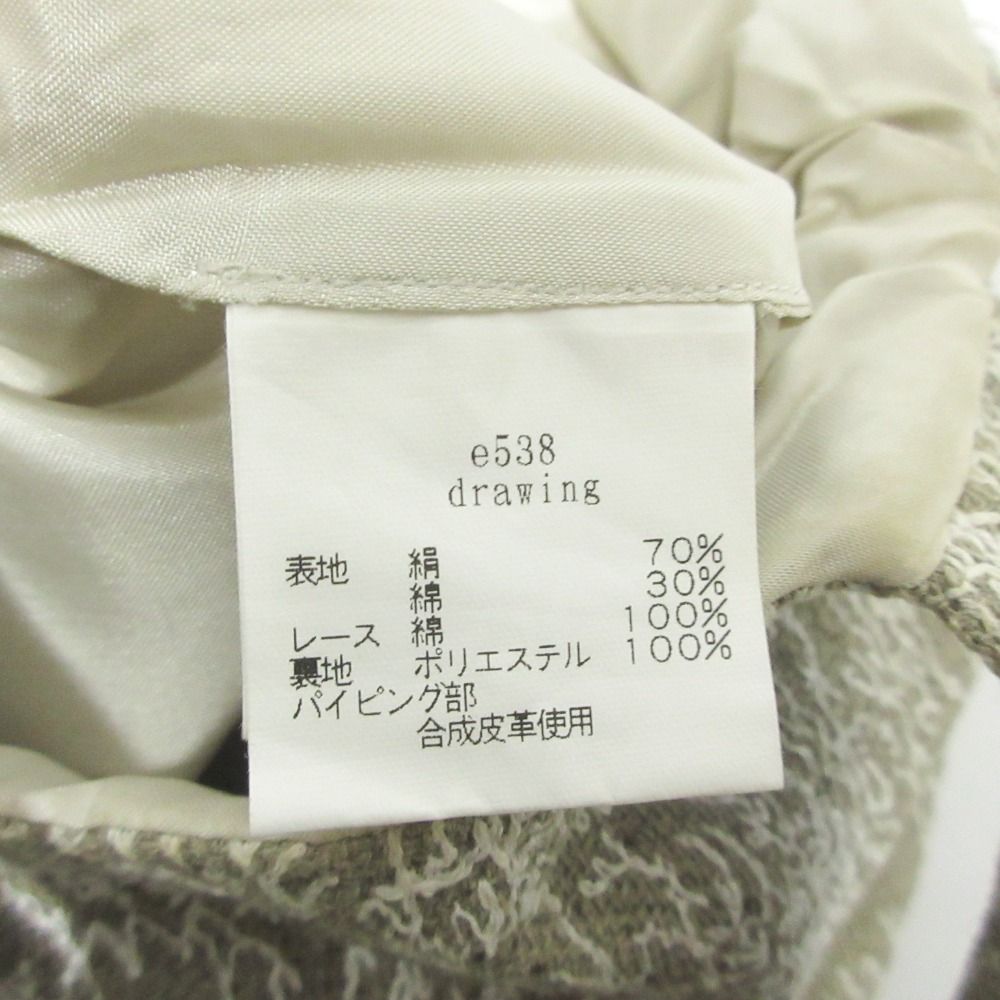 e538
drawing
表地 絹 70%
綿 30%
レース 綿 100%
裏地 ポリエステル 100%
パイピング部
合成皮革使用